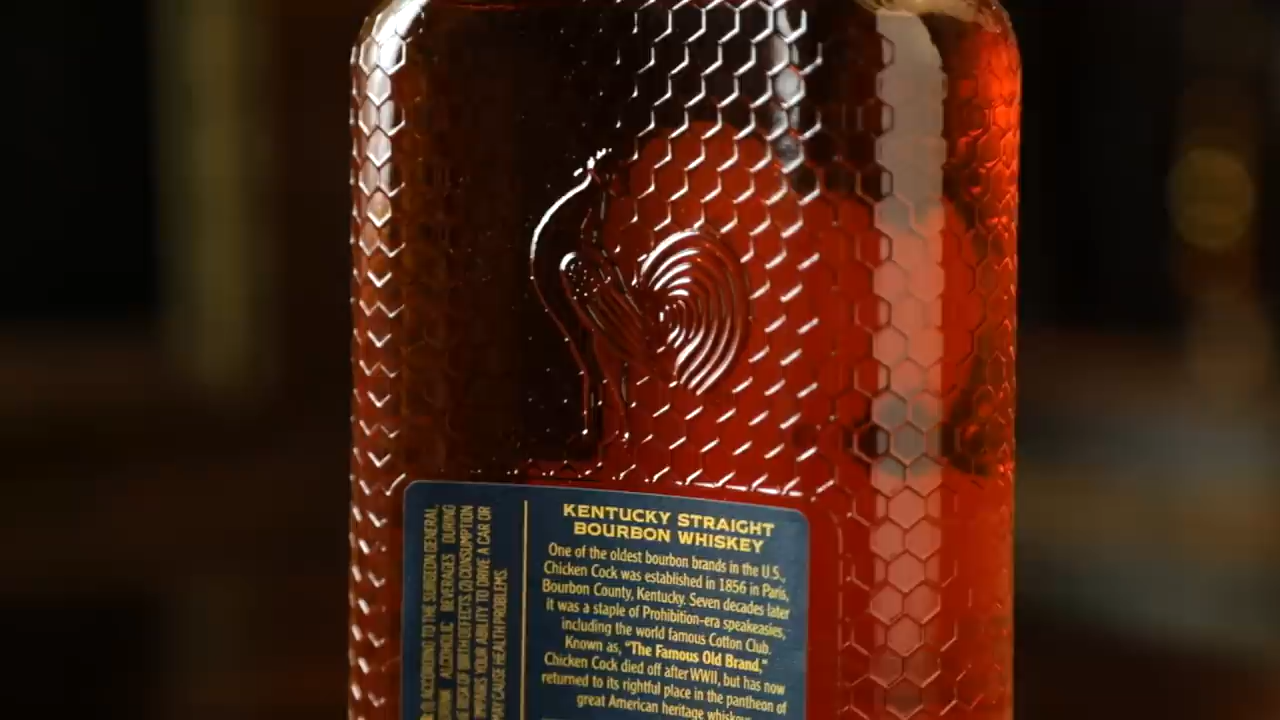 KENTUCKY STRAIGHT
BOURBON WHISKEY
One of the oldest bourbon brands in the U.S.,
Chicken Cock was established in 1856 in Paris,
Bourbon County, Kentucky. Seven decades later
it was a staple of Prohibition-era speakeasies,
including the world famous Cotton Club.
Known as, "The Famous Old Brand,"
Chicken Cock died off after WWII, but has now
returned to its rightful place in the pantheon of
great American heritage
(1) ACCORDING TO THE SURGEON GENERAL,
DRINK ALCOHOLIC BEVERAGES DURING
RISK OF BIRTH DEFECTS. (2) CONSUMPTION
IMPAIRS YOUR ABILITY TO DRIVE A CAR OR
MAY CAUSE HEALTH PROBLEMS.